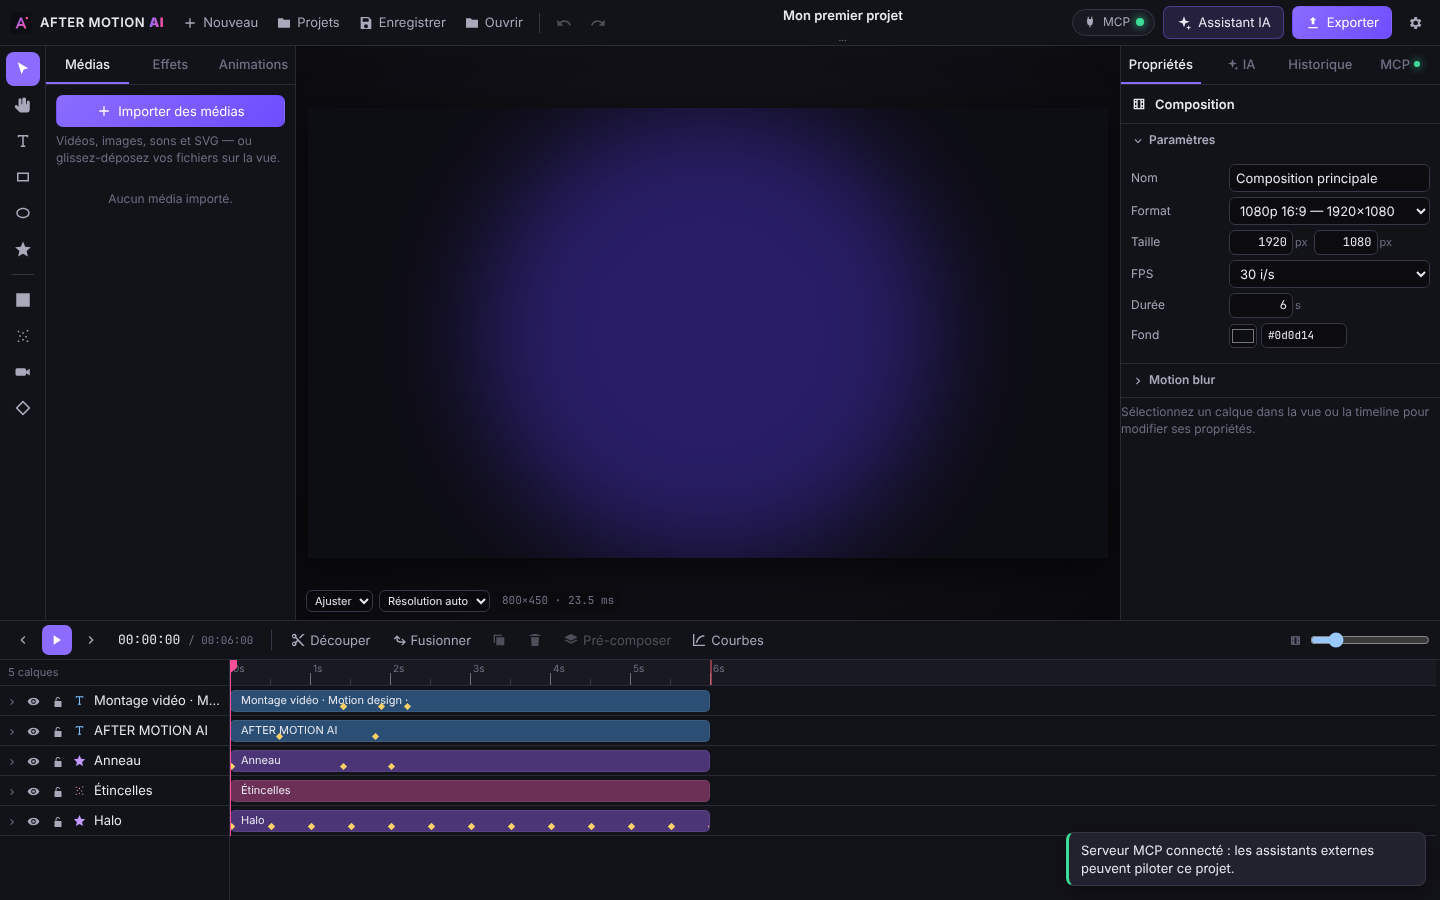 AFTER MOTION AI
Nouveau
Projets
Enregistrer
Ouvrir
Mon premier projet
...
MCP
Assistant IA
Exporter
Médias
Effets
Animations
Importer des médias
Vidéos, images, sons et SVG — ou
glissez-déposez vos fichiers sur la vue.
Aucun média importé.
Ajuster
Résolution auto
800×450 · 23.5 ms
Propriétés
IA
Historique
MCP
Composition
Paramètres
Nom
Composition principale
Format
1080p 16:9 — 1920×1080
Taille
1920 px
1080 px
FPS
30 i/s
Durée
6 s
Fond
#0d0d14
Motion blur
Sélectionnez un calque dans la vue ou la timeline pour
modifier ses propriétés.
00:00:00 / 00:06:00
Découper
Fusionner
Pré-composer
Courbes
5 calques
0s
1s
2s
3s
4s
5s
6s
Montage vidéo · M...
Montage vidéo · Motion design ·
AFTER MOTION AI
AFTER MOTION AI
Anneau
Anneau
Étincelles
Étincelles
Halo
Halo
Serveur MCP connecté : les assistants externes
peuvent piloter ce projet.